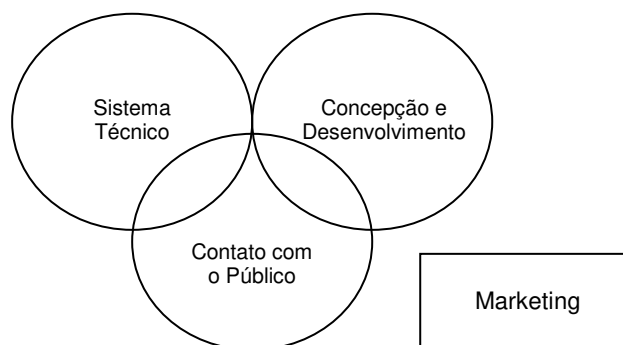 Sistema
Técnico
Concepção e
Desenvolvimento
Contato com
o Público
Marketing